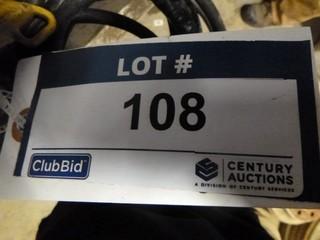 LOT #
108
ClubBid
CENTURY
AUCTIONS
A DIVISION OF CENTURY SERVICES